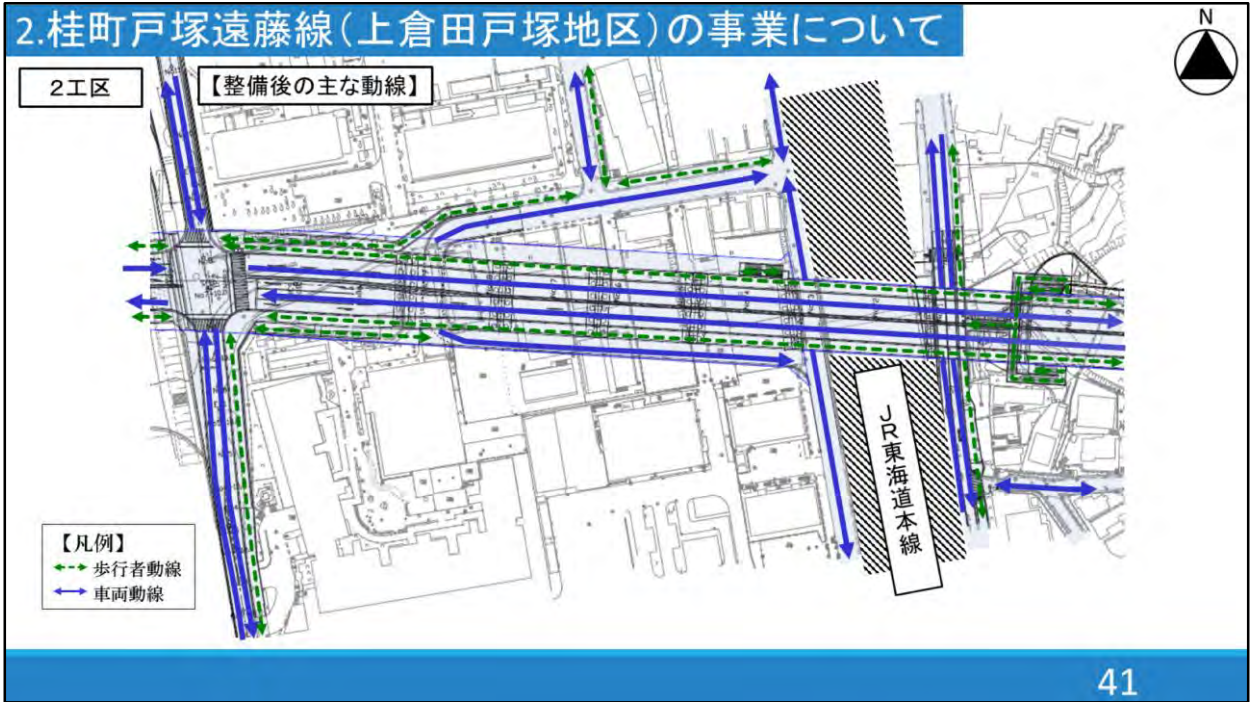 2.桂町戸塚遠藤線(上倉田戸塚地区)の事業について
N
2工区
【整備後の主な動線】
JR東海道本線
【凡例】
歩行者動線
車両動線
41